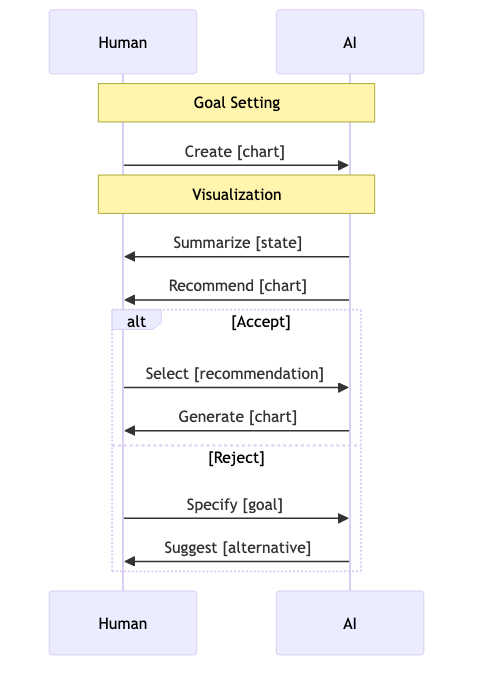 Human AI
Goal Setting
Create [chart]
Visualization
Summarize [state]
Recommend [chart]
alt [Accept]
Select [recommendation]
Generate [chart]
[Reject]
Specify [goal]
Suggest [alternative]
Human AI